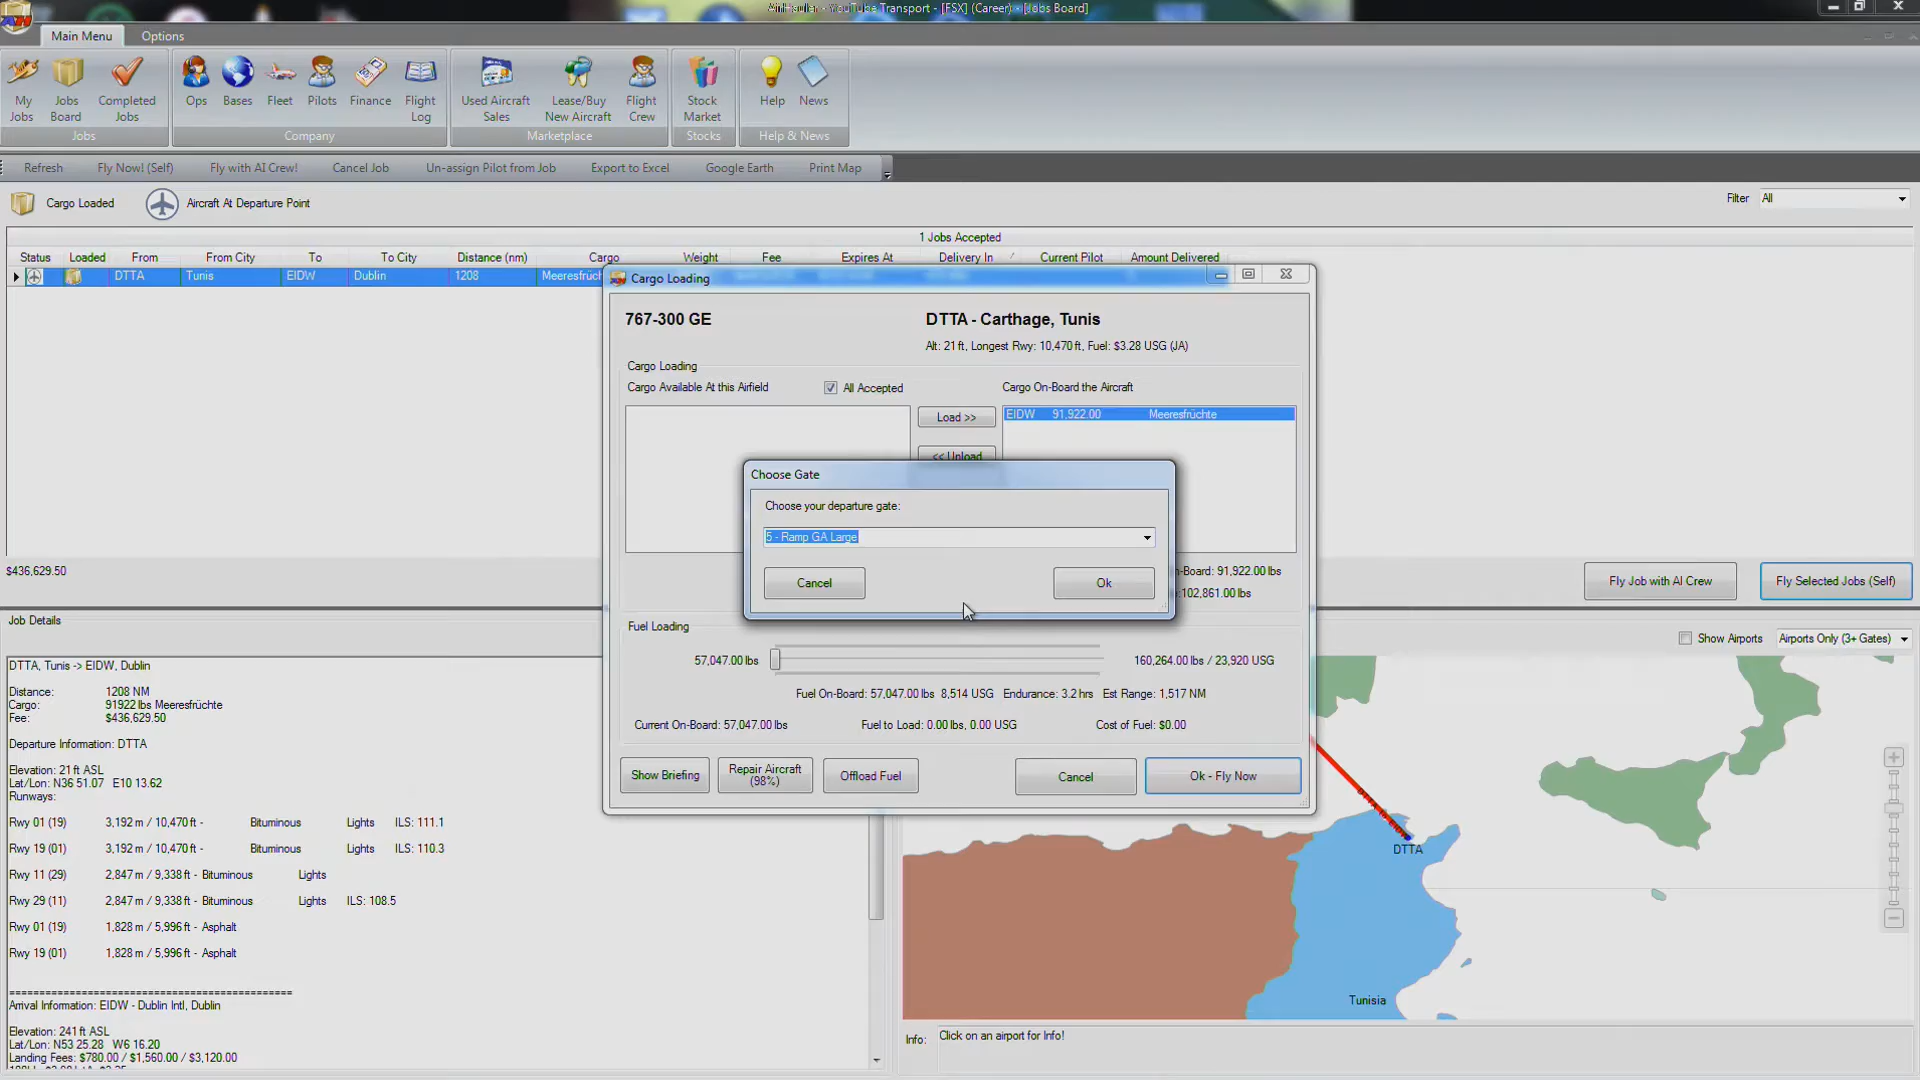 AirHauler - YouTube Transport - [FSX] (Career) - [Jobs Board]
Main Menu
Options
My Jobs
Jobs Board
Completed Jobs
Ops
Bases
Fleet
Pilots
Finance
Flight Log
Used Aircraft Sales
Lease/Buy New Aircraft
Flight Crew
Stock Market
Help
News
Jobs
Company
Marketplace
Stocks
Help & News
Refresh
Fly Now! (Self)
Fly with AI Crew!
Cancel Job
Un-assign Pilot from Job
Export to Excel
Google Earth
Print Map
Cargo Loaded
Aircraft At Departure Point
Filter
All
1 Jobs Accepted
Status Loaded From From City To To City Distance (nm) Cargo Weight Fee Expires At Delivery In Current Pilot Amount Delivered
DTTA Tunis EIDW Dublin 1208
Cargo Loading
767-300 GE
DTTA - Carthage, Tunis
Alt: 21 ft, Longest Rwy: 10,470 ft, Fuel: $3.28 USG (JA)
Cargo Loading
Cargo Available At this Airfield
All Accepted
Cargo On-Board the Aircraft
Load >>
EIDW 91,922.00 Meeresfrüchte
<< Upload
Choose Gate
Choose your departure gate:
5 - Ramp GA Large
Cancel
Ok
n-Board: 91,922.00 lbs
:102,861.00 lbs
$436,629.50
Fly Job with AI Crew
Fly Selected Jobs (Self)
Fuel Loading
57,047.00 lbs
160,264.00 lbs / 23,920 USG
Fuel On-Board: 57,047.00 lbs 8,514 USG Endurance: 3.2 hrs Est Range: 1,517 NM
Current On-Board: 57,047.00 lbs
Fuel to Load: 0.00 lbs, 0.00 USG
Cost of Fuel: $0.00
Show Briefing
Repair Aircraft (98%)
Offload Fuel
Cancel
Ok - Fly Now
Job Details
Show Airports
Airports Only (3+ Gates)
DTTA, Tunis -> EIDW, Dublin
Distance: 1208 NM
Cargo: 91922 lbs Meeresfrüchte
Fee: $436,629.50
Departure Information: DTTA
Elevation: 21 ft ASL
Lat/Lon: N36 51.07 E10 13.62
Runways:
Rwy 01 (19) 3,192 m / 10,470 ft - Bituminous Lights ILS: 111.1
Rwy 19 (01) 3,192 m / 10,470 ft - Bituminous Lights ILS: 110.3
Rwy 11 (29) 2,847 m / 9,338 ft - Bituminous Lights
Rwy 29 (11) 2,847 m / 9,338 ft - Bituminous Lights ILS: 108.5
Rwy 01 (19) 1,828 m / 5,996 ft - Asphalt
Rwy 19 (01) 1,828 m / 5,996 ft - Asphalt
============================================
Arrival Information: EIDW - Dublin Intl, Dublin
Elevation: 241 ft ASL
Lat/Lon: N53 25.28 W6 16.20
Landing Fees: $780.00 / $1,560.00 / $3,120.00
DTTA
Tunisia
Info:
Click on an airport for Info!